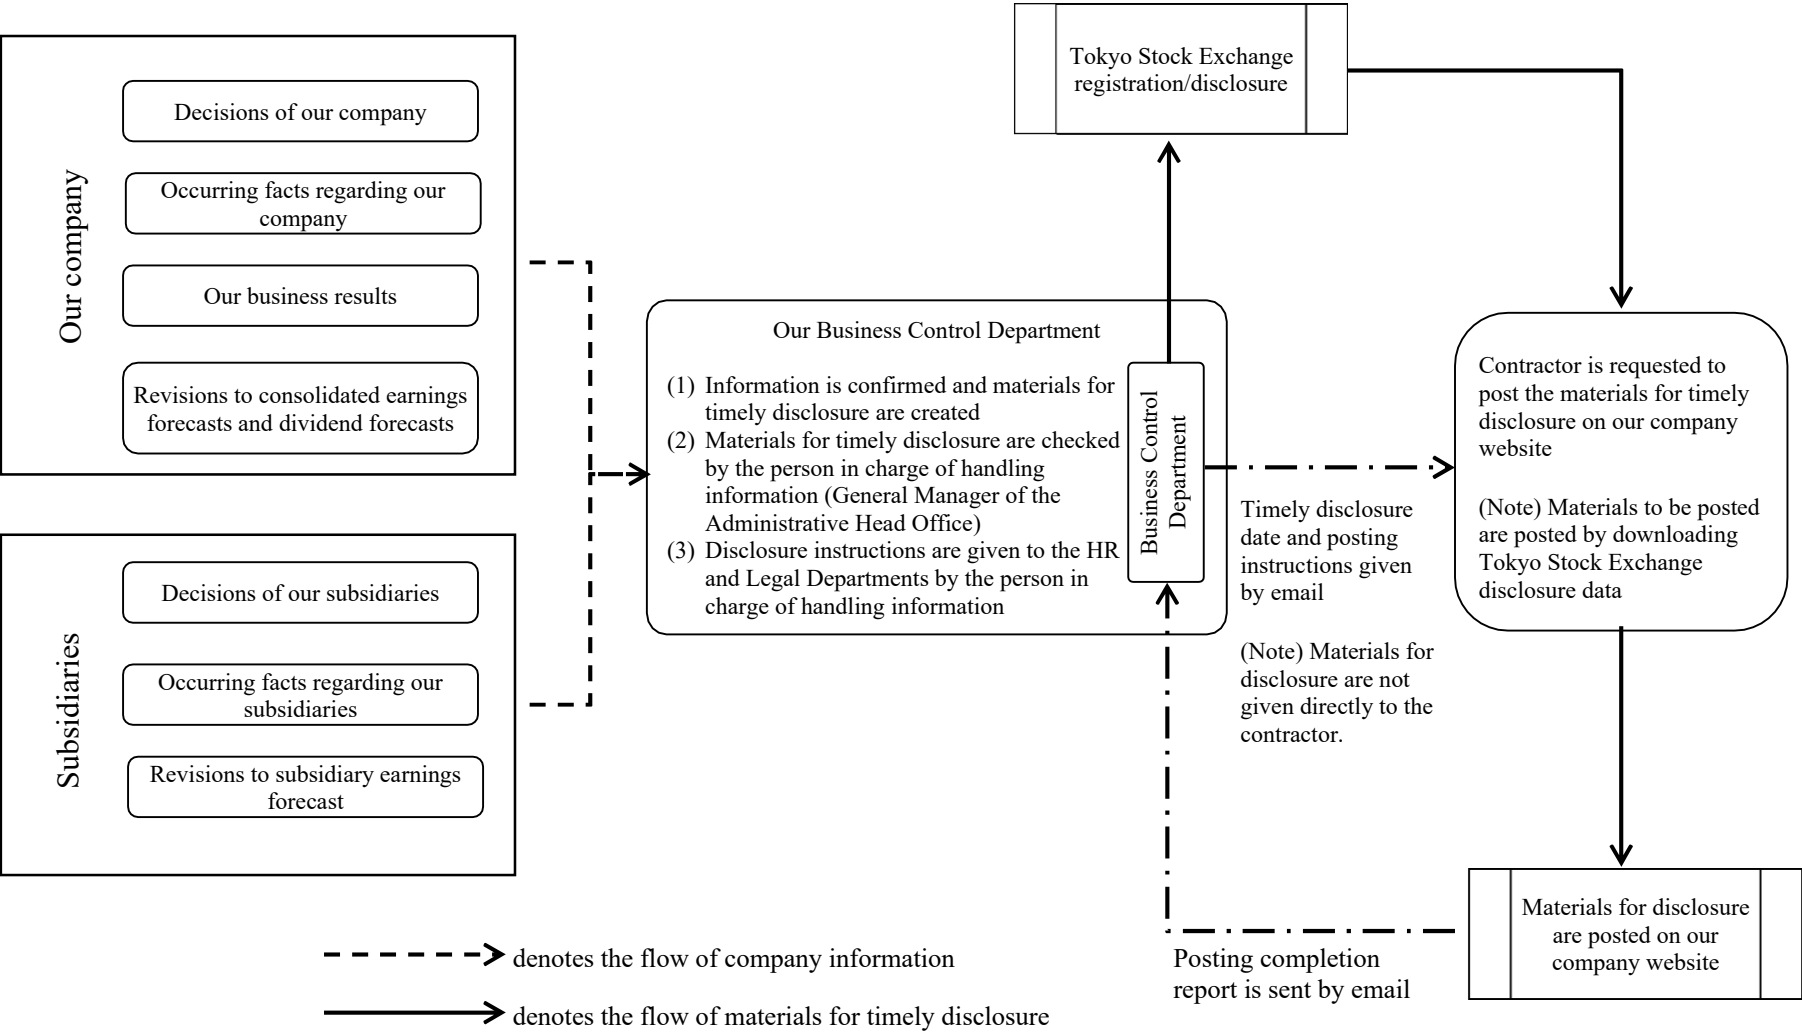 Our company
Decisions of our company
Occurring facts regarding our
company
Our business results
Revisions to consolidated earnings
forecasts and dividend forecasts
Subsidiaries
Decisions of our subsidiaries
Occurring facts regarding our
subsidiaries
Revisions to subsidiary earnings
forecast
Our Business Control Department
(1) Information is confirmed and materials for
timely disclosure are created
(2) Materials for timely disclosure are checked
by the person in charge of handling
information (General Manager of the
Administrative Head Office)
(3) Disclosure instructions are given to the HR
and Legal Departments by the person in
charge of handling information
Business Control
Department
Tokyo Stock Exchange
registration/disclosure
Timely disclosure
date and posting
instructions given
by email
(Note) Materials for
disclosure are not
given directly to the
contractor.
Contractor is requested to
post the materials for timely
disclosure on our company
website
(Note) Materials to be posted
are posted by downloading
Tokyo Stock Exchange
disclosure data
Materials for disclosure
are posted on our
company website
Posting completion
report is sent by email
denotes the flow of company information
denotes the flow of materials for timely disclosure